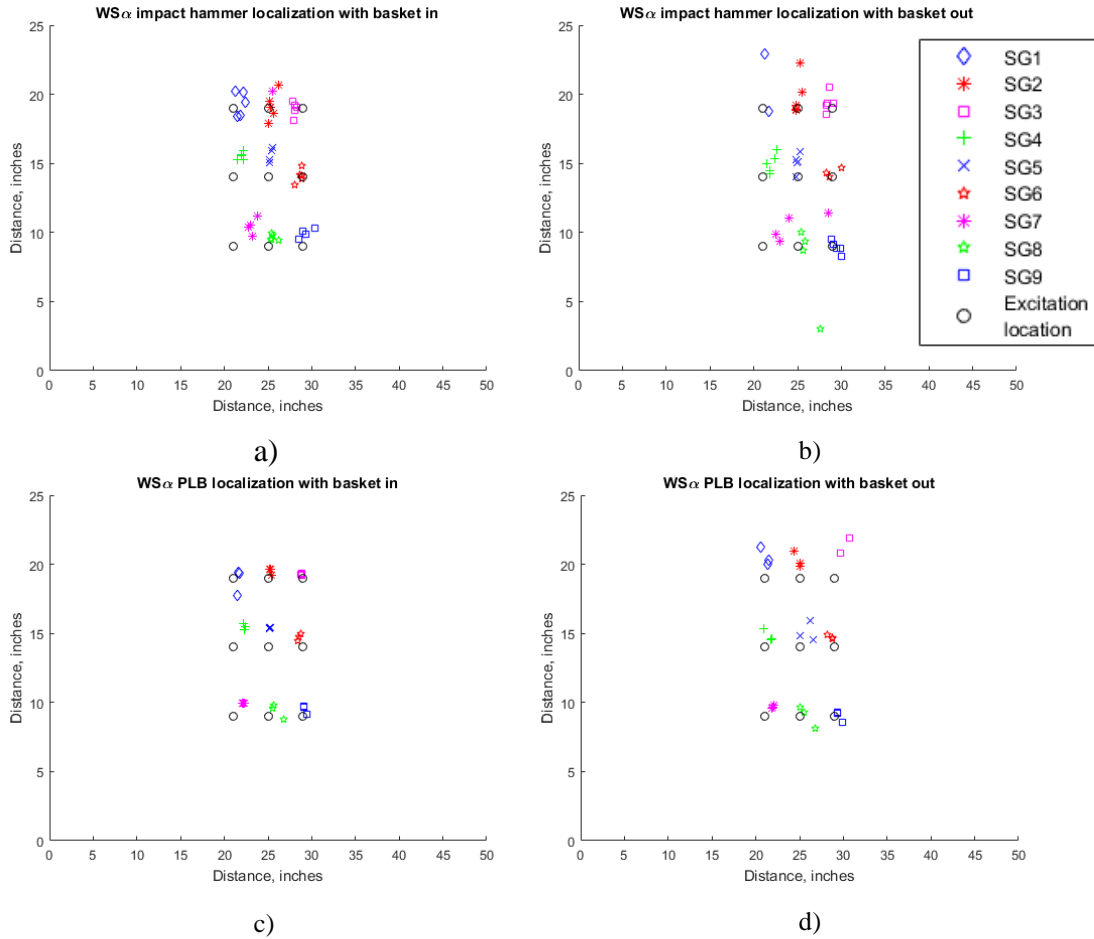 WSα impact hammer localization with basket in
25
20
15
10
5
0
Distance, inches
0 5 10 15 20 25 30 35 40 45 50
Distance, inches
a)
WSα impact hammer localization with basket out
25
20
15
10
5
0
Distance, inches
0 5 10 15 20 25 30 35 40 45 50
Distance, inches
b)
SG1
SG2
SG3
SG4
SG5
SG6
SG7
SG8
SG9
Excitation
location
WSα PLB localization with basket in
25
20
15
10
5
0
Distance, inches
0 5 10 15 20 25 30 35 40 45 50
Distance, inches
c)
WSα PLB localization with basket out
25
20
15
10
5
0
Distance, inches
0 5 10 15 20 25 30 35 40 45 50
Distance, inches
d)